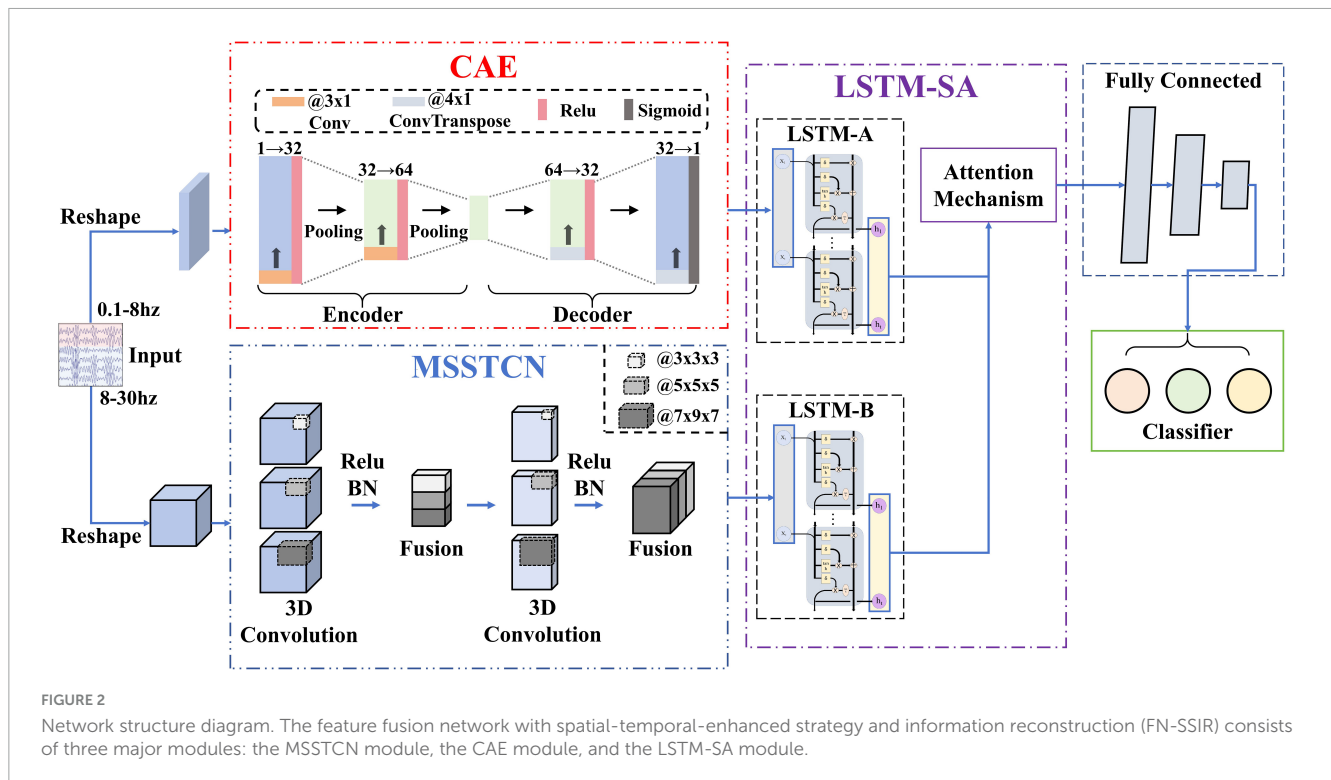 CAE
@3x1
Conv
@4x1
ConvTranspose
Relu
Sigmoid
1→32
32→64
64→32
32→1
Pooling
Pooling
Encoder
Decoder
Reshape
0.1-8hz
Input
8-30hz
Reshape
MSSTCN
@3x3x3
@5x5x5
@7x9x7
Relu
BN
Fusion
Relu
BN
Fusion
3D
Convolution
3D
Convolution
LSTM-SA
LSTM-A
LSTM-B
Attention
Mechanism
Fully Connected
Classifier
FIGURE 2
Network structure diagram. The feature fusion network with spatial-temporal-enhanced strategy and information reconstruction (FN-SSIR) consists
of three major modules: the MSSTCN module, the CAE module, and the LSTM-SA module.